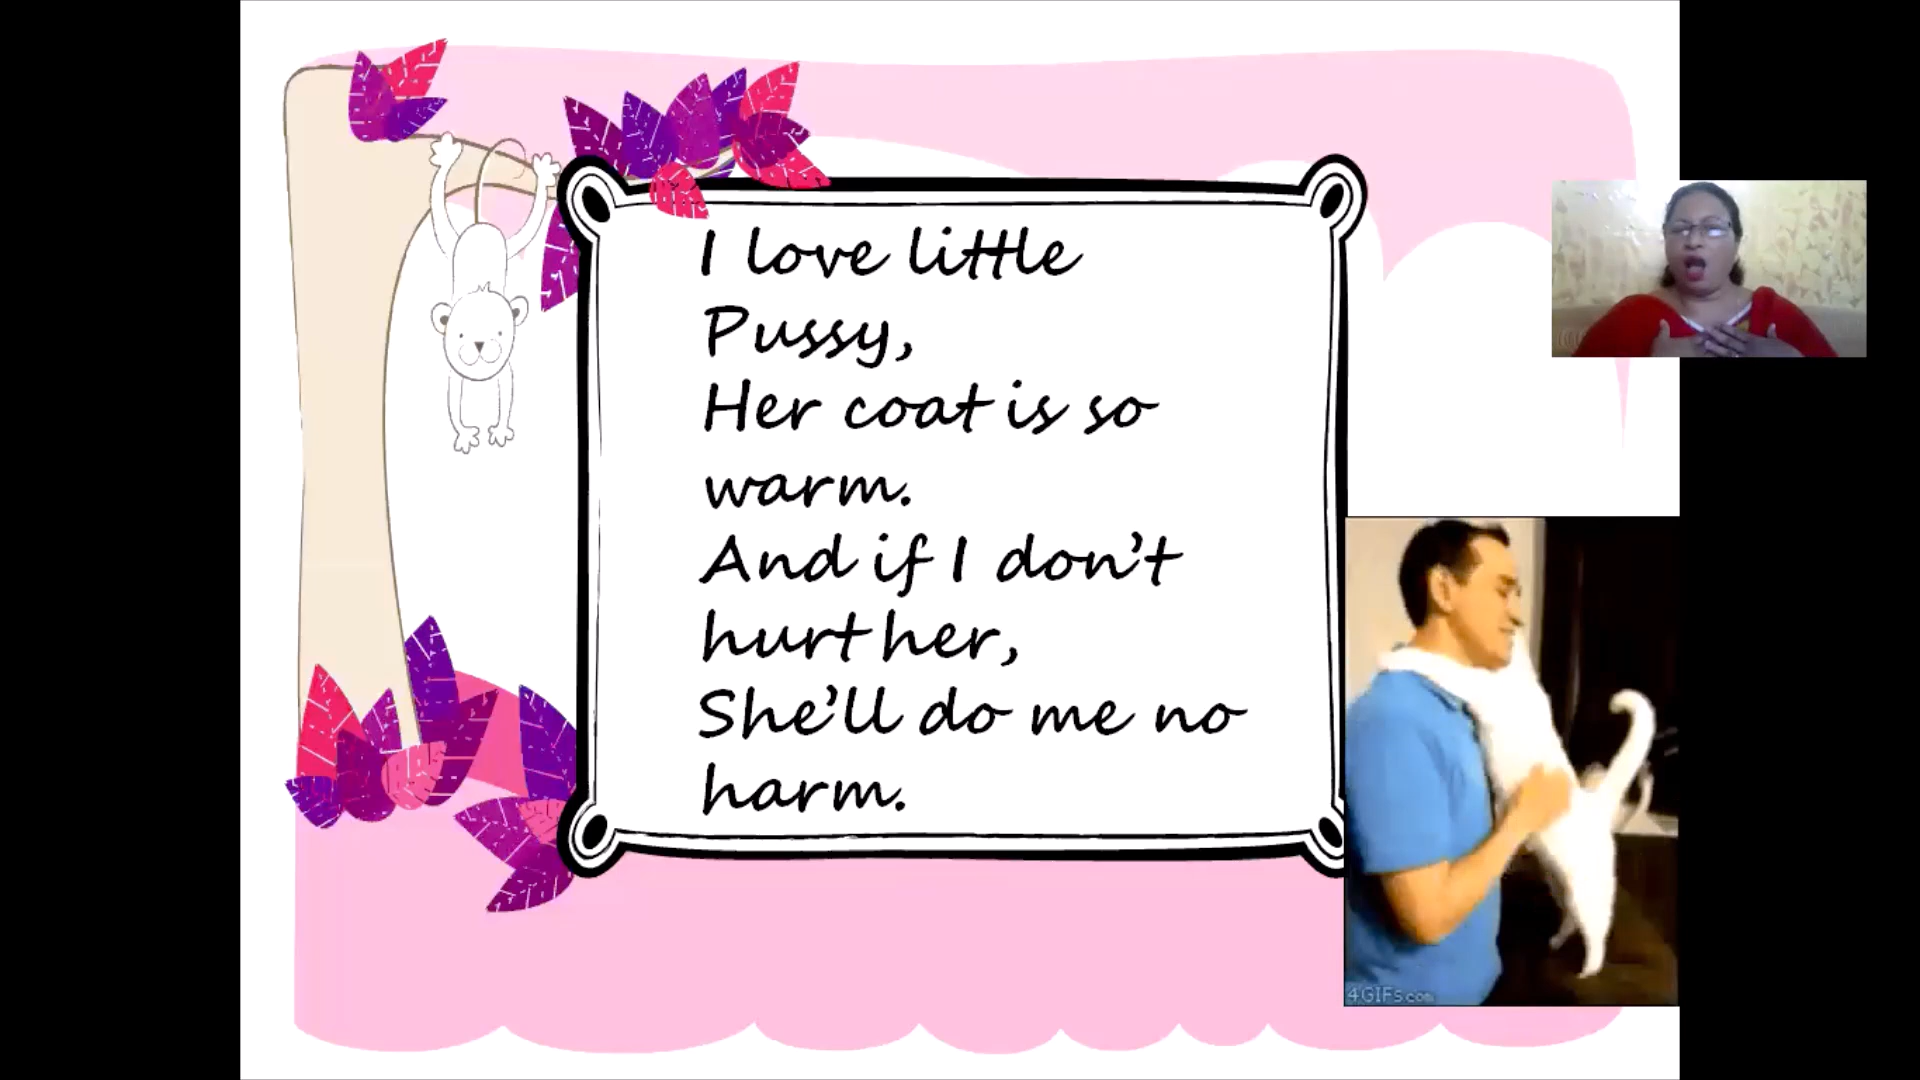 I love little
Pussy,
Her coat is so
warm.
And if I don't
hurt her,
She'll do me no
harm.
4GIFs.com